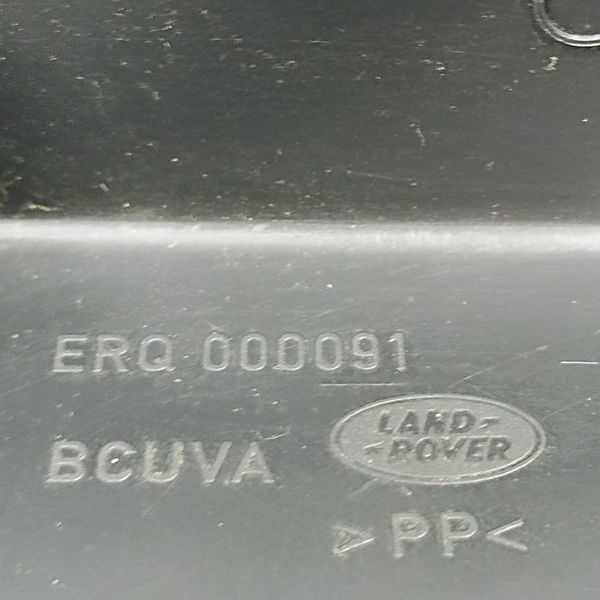 ERQ 000091
LAND-
-ROVER
BCUVA
>PP<